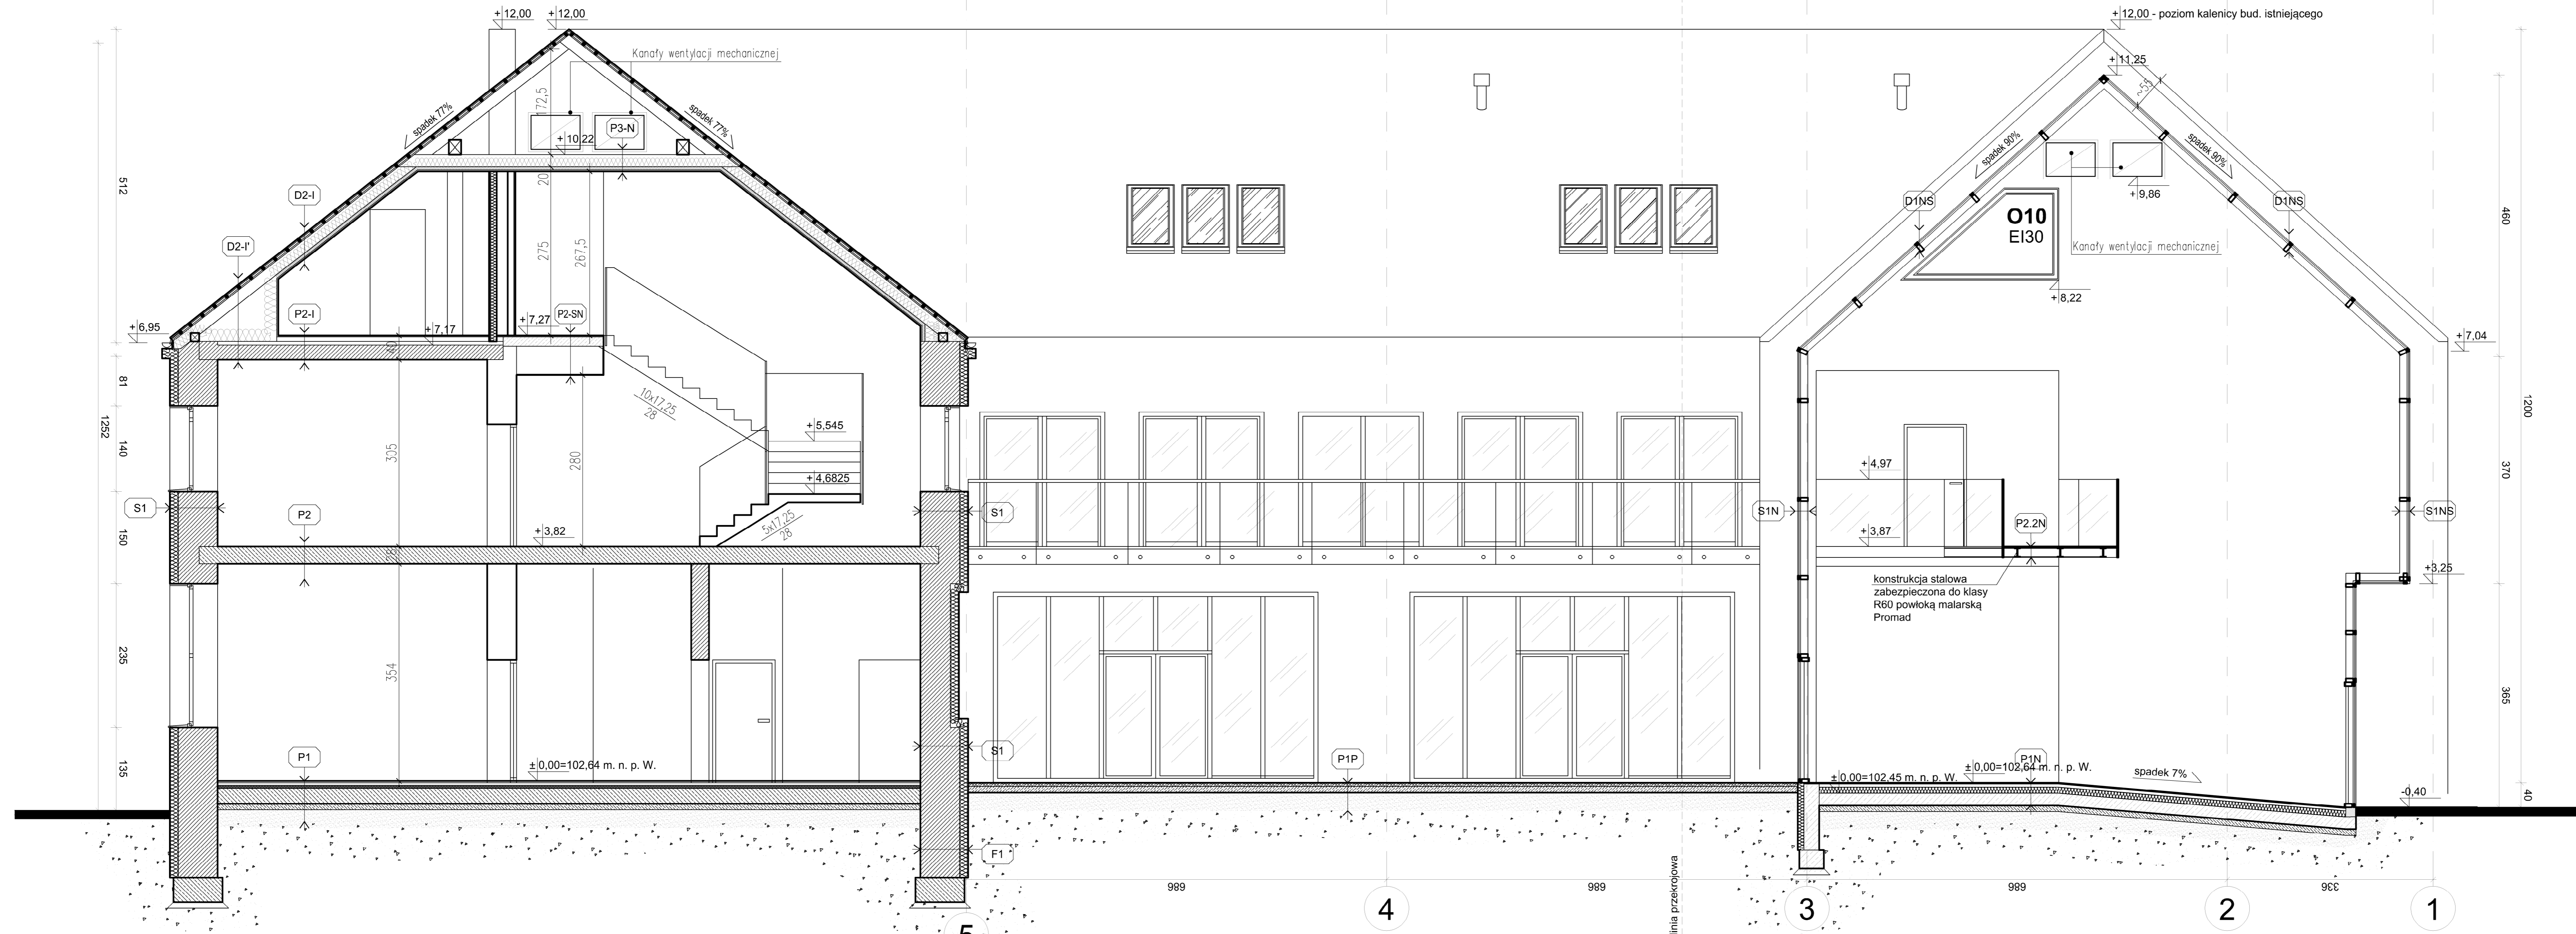 +12,00
+12,00
+12,00 - poziom kalenicy bud. istniejącego
Kanały wentylacji mechanicznej
+11,25
~55
172,5
spadek 77%
spadek 77%
P3-N
+10,22
spadek 90%
spadek 90%
+9,86
20
512
D2-I
D2-I'
275
267,5
D1NS
O10
EI30
D1NS
460
Kanały wentylacji mechanicznej
+8,22
P2-I
P2-SN
+6,95
+7,17
+7,27
+7,04
40
81
10x17,25
28
1252
1200
140
305
280
+5,545
+4,6825
+4,97
370
S1
P2
S1
S1N
P2.2N
S1NS
150
+3,82
5x17,25
28
+3,87
28
+3,25
konstrukcja stalowa
zabezpieczona do klasy
R60 powłoką malarską
Promad
235
354
365
P1
S1
P1P
P1N
135
±0,00=102,64 m. n. p. W.
±0,00=102,45 m. n. p. W.
±0,00=102,64 m. n. p. W.
spadek 7%
-0,40
40
F1
989
989
989
336
linia przekrojowa
5
4
3
2
1